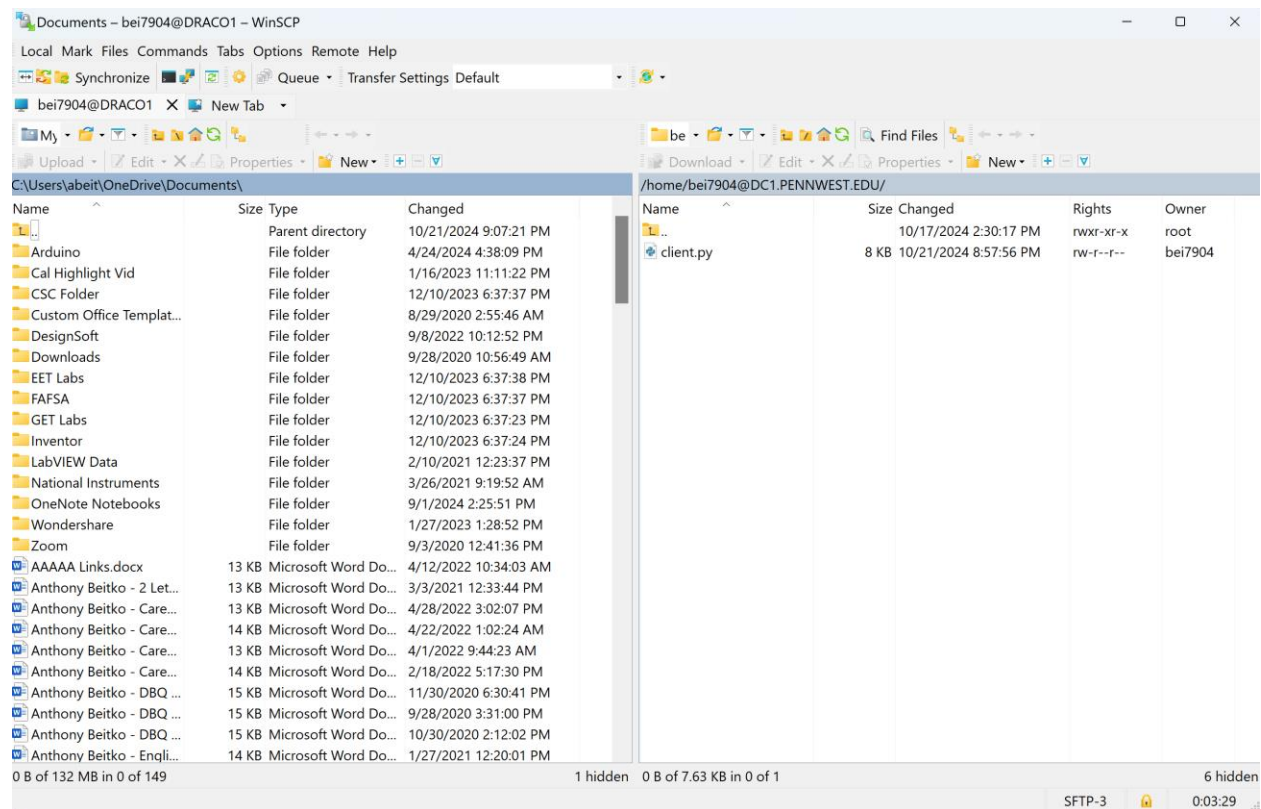 Documents – bei7904@DRACO1 – WinSCP
Local Mark Files Commands Tabs Options Remote Help
Synchronize Queue Transfer Settings Default
bei7904@DRACO1 New Tab
My be Find Files
Upload Edit Properties New Download Edit Properties New
C:\Users\abeit\OneDrive\Documents\ /home/bei7904@DC1.PENNWEST.EDU/
Name Size Type Changed Name Size Changed Rights Owner
.. Parent directory 10/21/2024 9:07:21 PM .. 10/17/2024 2:30:17 PM rwxr-xr-x root
Arduino File folder 4/24/2024 4:38:09 PM client.py 8 KB 10/21/2024 8:57:56 PM rw-r--r-- bei7904
Cal Highlight Vid File folder 1/16/2023 11:11:22 PM
CSC Folder File folder 12/10/2023 6:37:37 PM
Custom Office Templat... File folder 8/29/2020 2:55:46 AM
DesignSoft File folder 9/8/2022 10:12:52 PM
Downloads File folder 9/28/2020 10:56:49 AM
EET Labs File folder 12/10/2023 6:37:38 PM
FAFSA File folder 12/10/2023 6:37:37 PM
GET Labs File folder 12/10/2023 6:37:23 PM
Inventor File folder 12/10/2023 6:37:24 PM
LabVIEW Data File folder 2/10/2021 12:23:37 PM
National Instruments File folder 3/26/2021 9:19:52 AM
OneNote Notebooks File folder 9/1/2024 2:25:51 PM
Wondershare File folder 1/27/2023 1:28:52 PM
Zoom File folder 9/3/2020 12:41:36 PM
AAAAA Links.docx 13 KB Microsoft Word Do... 4/12/2022 10:34:03 AM
Anthony Beitko - 2 Let... 13 KB Microsoft Word Do... 3/3/2021 12:33:44 PM
Anthony Beitko - Care... 13 KB Microsoft Word Do... 4/28/2022 3:02:07 PM
Anthony Beitko - Care... 14 KB Microsoft Word Do... 4/22/2022 1:02:24 AM
Anthony Beitko - Care... 13 KB Microsoft Word Do... 4/1/2022 9:44:23 AM
Anthony Beitko - Care... 14 KB Microsoft Word Do... 2/18/2022 5:17:30 PM
Anthony Beitko - DBQ ... 15 KB Microsoft Word Do... 11/30/2020 6:30:41 PM
Anthony Beitko - DBQ ... 15 KB Microsoft Word Do... 9/28/2020 3:31:00 PM
Anthony Beitko - DBQ ... 15 KB Microsoft Word Do... 10/30/2020 2:12:02 PM
Anthony Beitko - Engli... 14 KB Microsoft Word Do... 1/27/2021 12:20:01 PM
0 B of 132 MB in 0 of 149 1 hidden 0 B of 7.63 KB in 0 of 1 6 hidden
SFTP-3 0:03:29